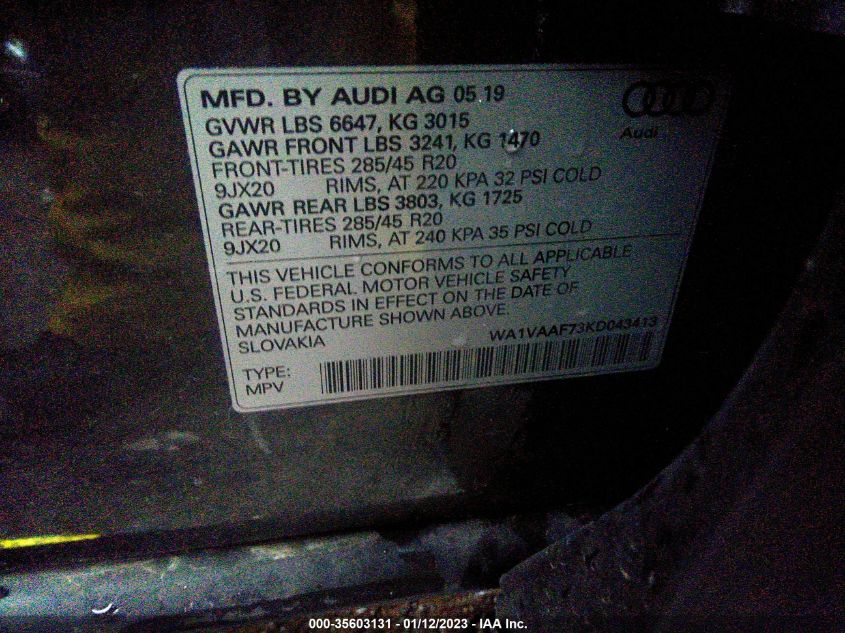 MFD. BY AUDI AG 05.19
GVWR LBS 6647, KG 3015
GAWR FRONT LBS 3241, KG 1470
FRONT-TIRES 285/45 R20
9JX20 RIMS, AT 220 KPA 32 PSI COLD
GAWR REAR LBS 3803, KG 1725
REAR-TIRES 285/45 R20
9JX20 RIMS, AT 240 KPA 35 PSI COLD
Audi
THIS VEHICLE CONFORMS TO ALL APPLICABLE
U.S. FEDERAL MOTOR VEHICLE SAFETY
STANDARDS IN EFFECT ON THE DATE OF
MANUFACTURE SHOWN ABOVE.
SLOVAKIA WA1VAAF73KD043413
TYPE:
MPV
000-35603131 - 01/12/2023 - IAA Inc.